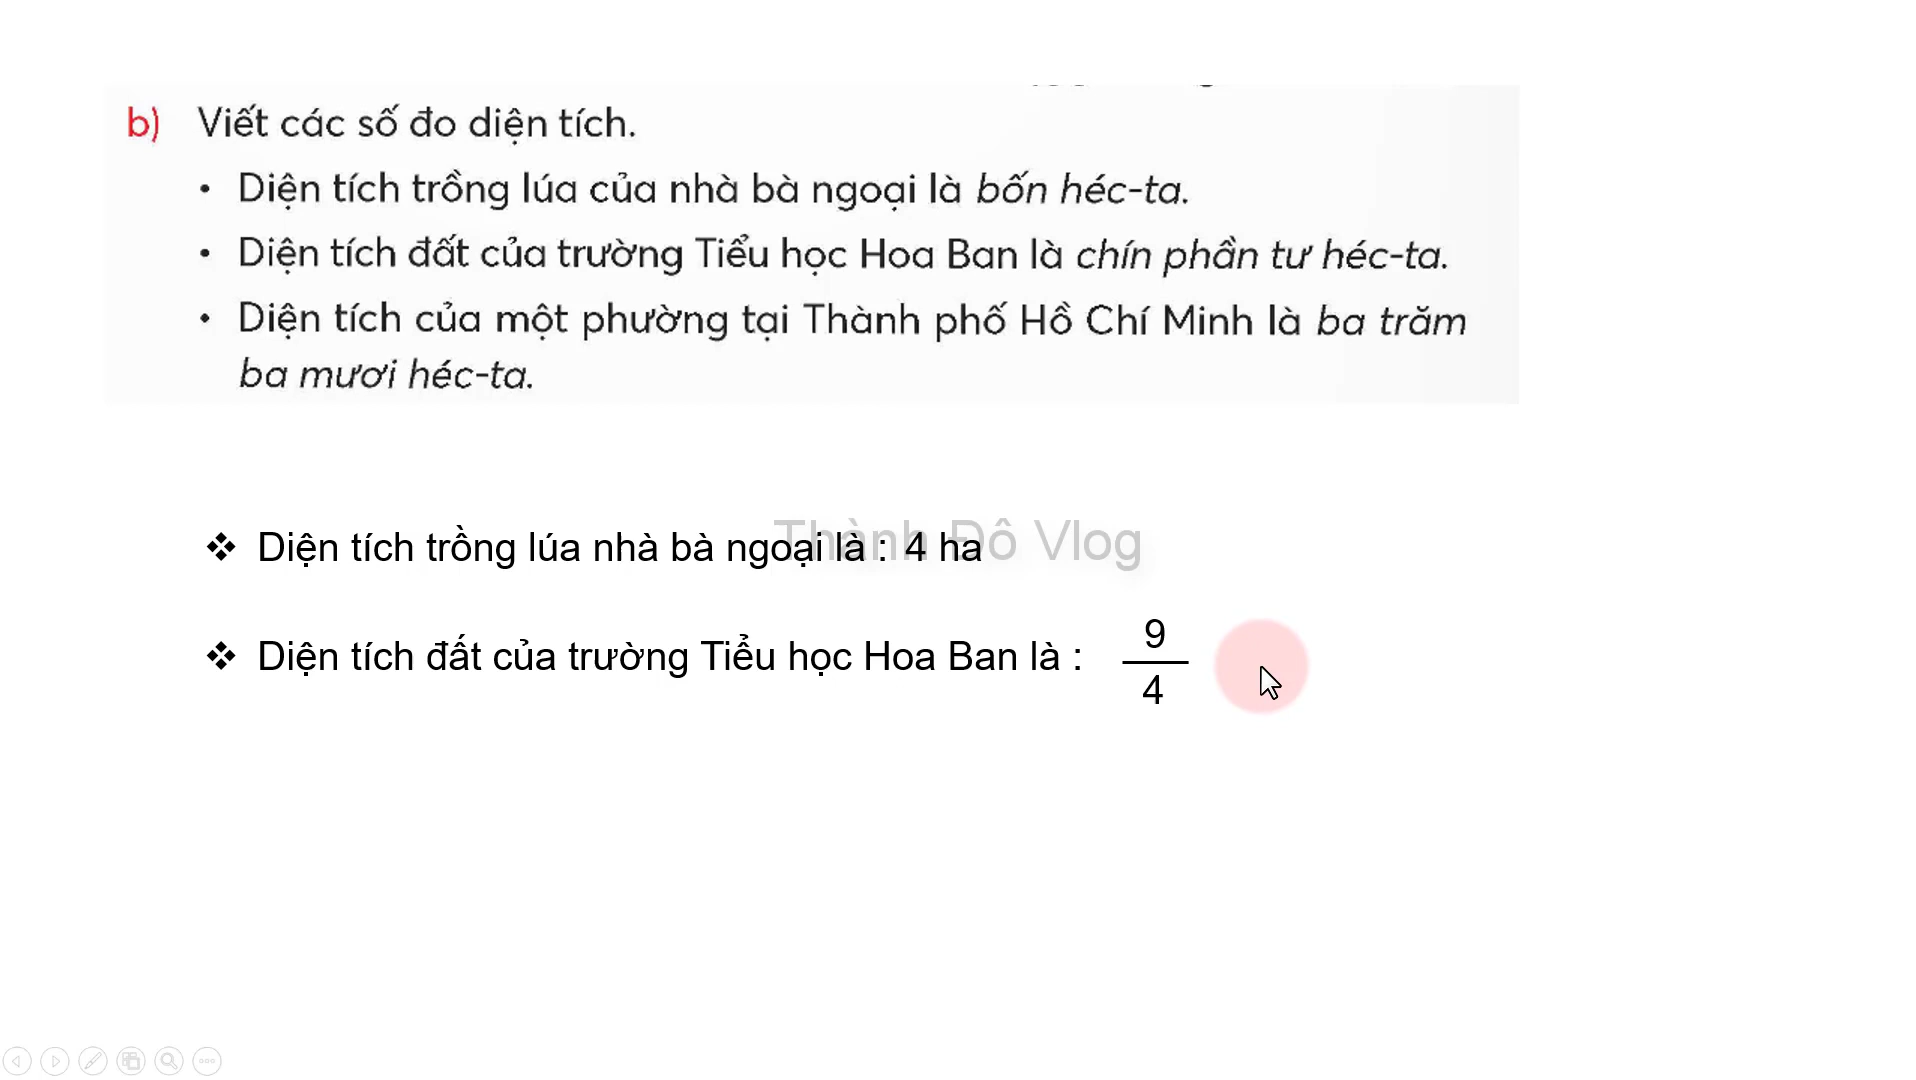 b) Viết các số đo diện tích.
• Diện tích trồng lúa của nhà bà ngoại là bốn héc-ta.
• Diện tích đất của trường Tiểu học Hoa Ban là chín phần tư héc-ta.
• Diện tích của một phường tại Thành phố Hồ Chí Minh là ba trăm
ba mươi héc-ta.
Thành Đô Vlog
❖ Diện tích trồng lúa nhà bà ngoại là : 4 ha
❖ Diện tích đất của trường Tiểu học Hoa Ban là : 9/4